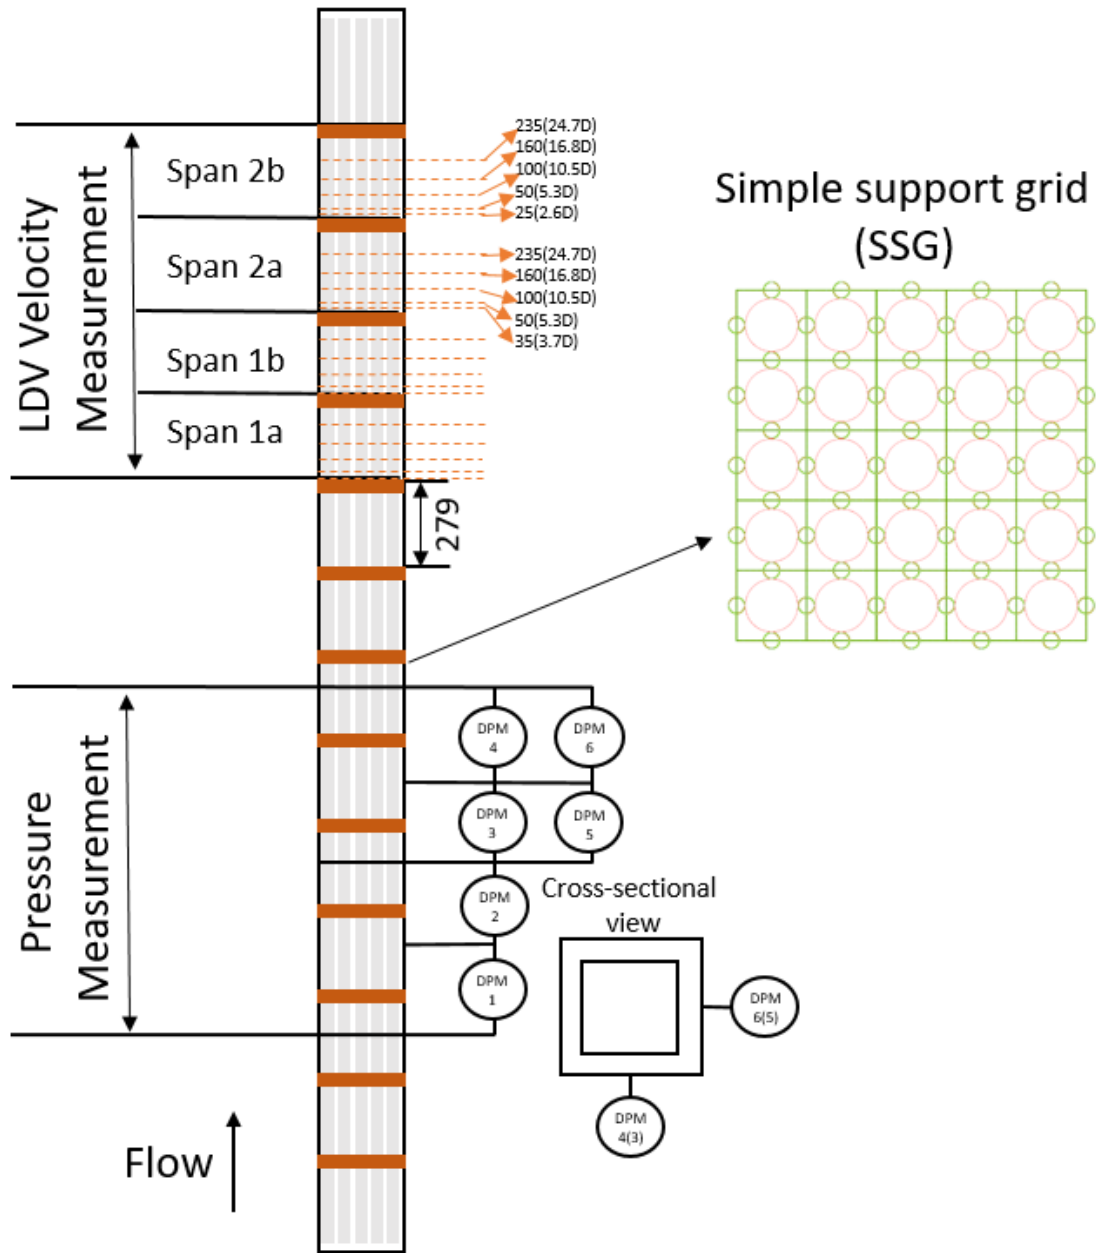 235(24.7D)
160(16.8D)
100(10.5D)
50(5.3D)
25(2.6D)
Span 2b
Span 2a
Span 1b
Span 1a
LDV Velocity
Measurement
235(24.7D)
160(16.8D)
100(10.5D)
50(5.3D)
35(3.7D)
Simple support grid
(SSG)
279
Pressure
Measurement
DPM
4
DPM
6
DPM
3
DPM
5
DPM
2
DPM
1
Cross-sectional
view
DPM
6(5)
DPM
4(3)
Flow